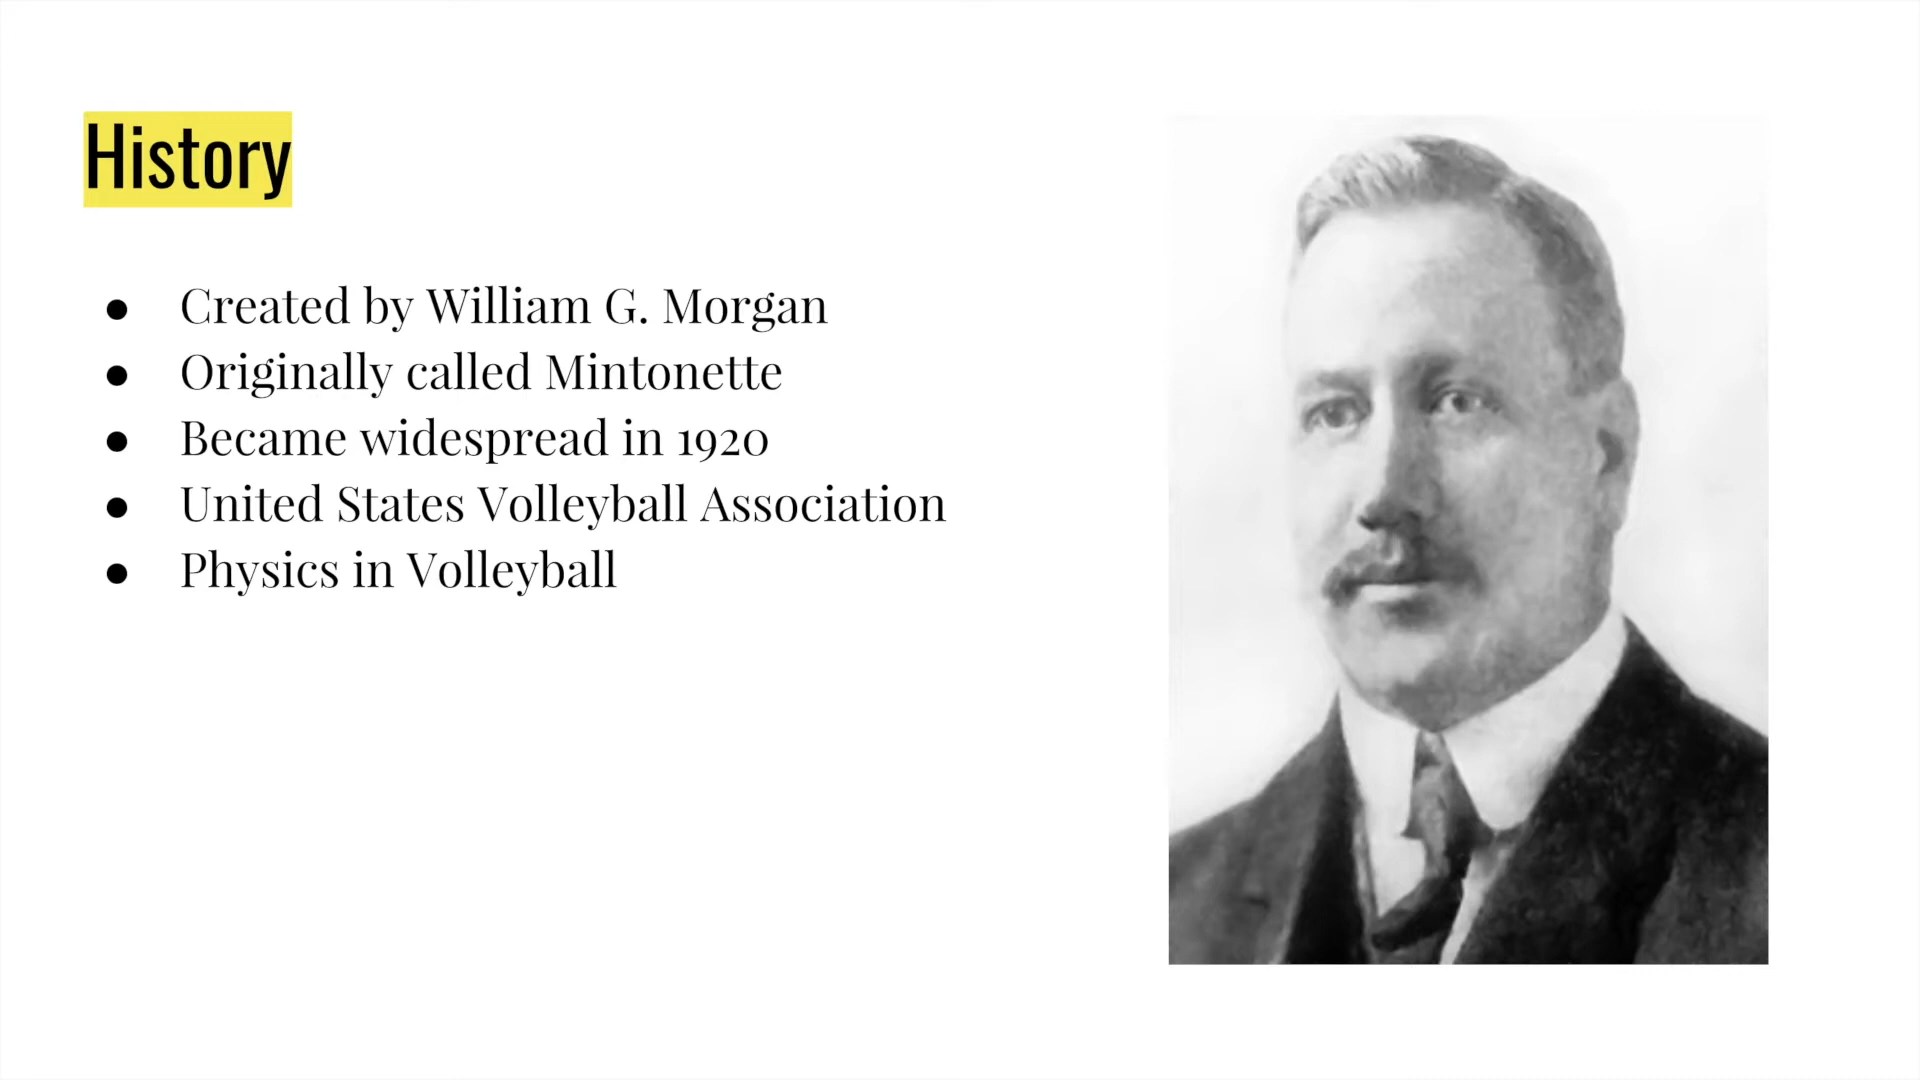 History
● Created by William G. Morgan
● Originally called Mintonette
● Became widespread in 1920
● United States Volleyball Association
● Physics in Volleyball